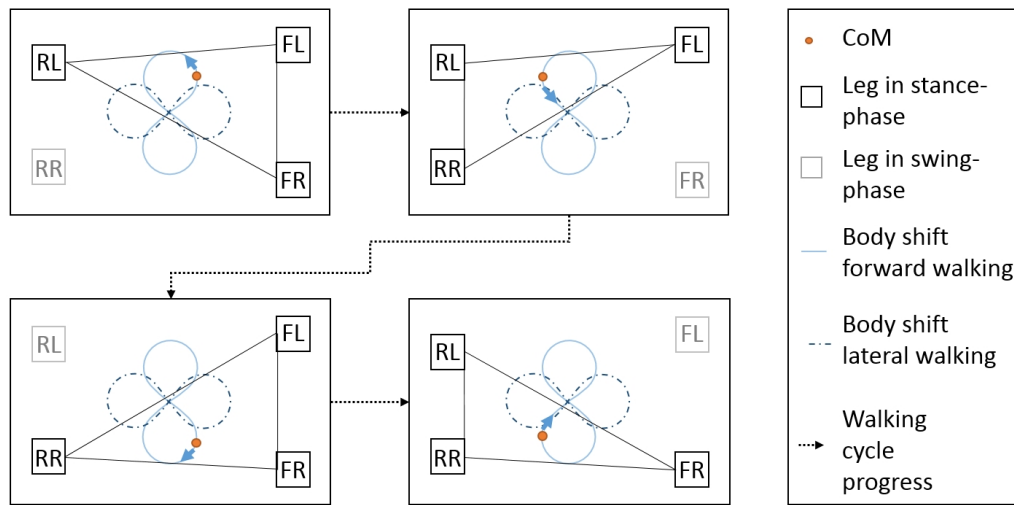 RL
FL
RR
FR
RL
FL
RR
FR
RL
FL
RR
FR
RL
FL
RR
FR
CoM
Leg in stance-
phase
Leg in swing-
phase
Body shift
forward walking
Body shift
lateral walking
Walking
cycle
progress